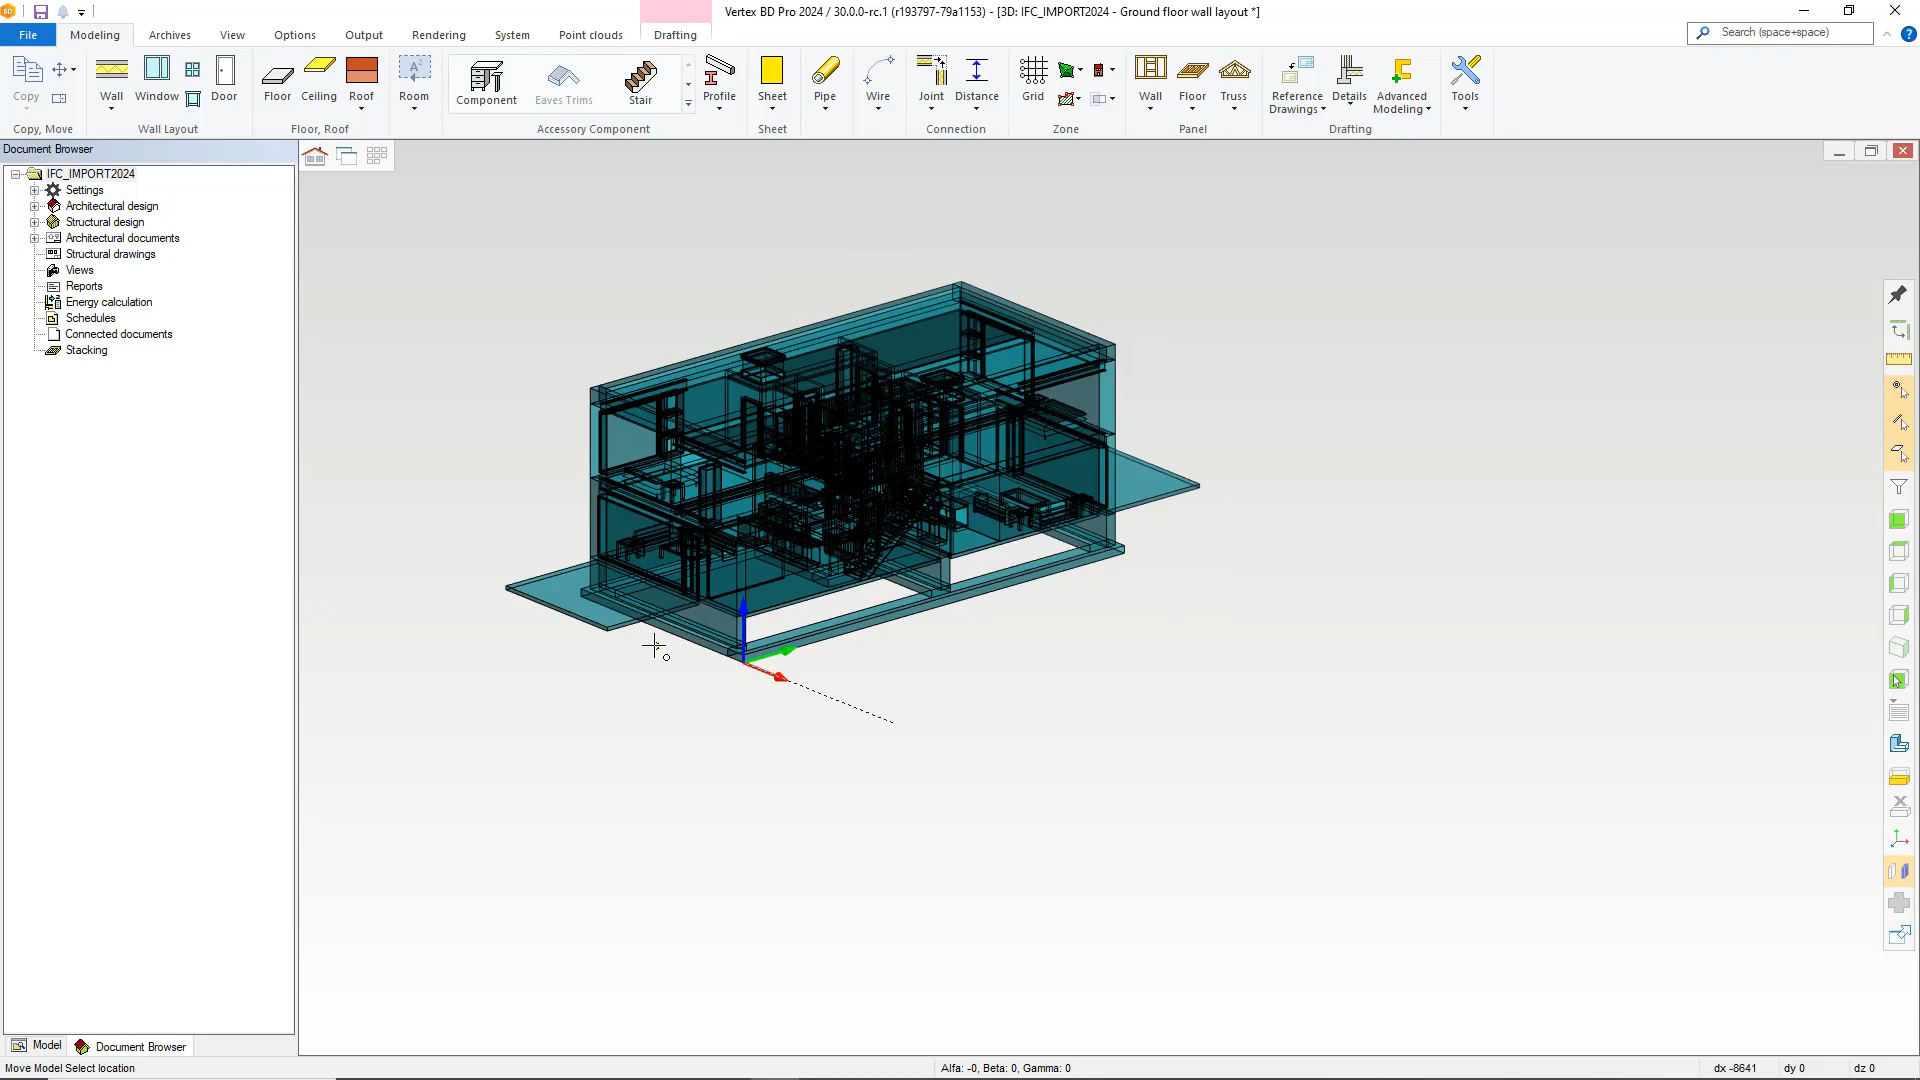 BD
Vertex BD Pro 2024 / 30.0.0-rc.1 (r193797-79a1153) - [3D: IFC_IMPORT2024 - Ground floor wall layout *]
File
Modeling
Archives
View
Options
Output
Rendering
System
Point clouds
Drafting
Search (space+space)
Copy
Wall
Window
Door
Floor
Ceiling
Roof
Room
Component
Eaves Trims
Stair
Profile
Sheet
Pipe
Wire
Joint
Distance
Grid
Wall
Floor
Truss
Reference
Drawings
Details
Advanced
Modeling
Tools
Copy, Move
Wall Layout
Floor, Roof
Accessory Component
Sheet
Connection
Zone
Panel
Drafting
Document Browser
IFC_IMPORT2024
Settings
Architectural design
Structural design
Architectural documents
Structural drawings
Views
Reports
Energy calculation
Schedules
Connected documents
Stacking
Model
Document Browser
Move Model Select location
Alfa: -0, Beta: 0, Gamma: 0
dx -8641
dy 0
dz 0